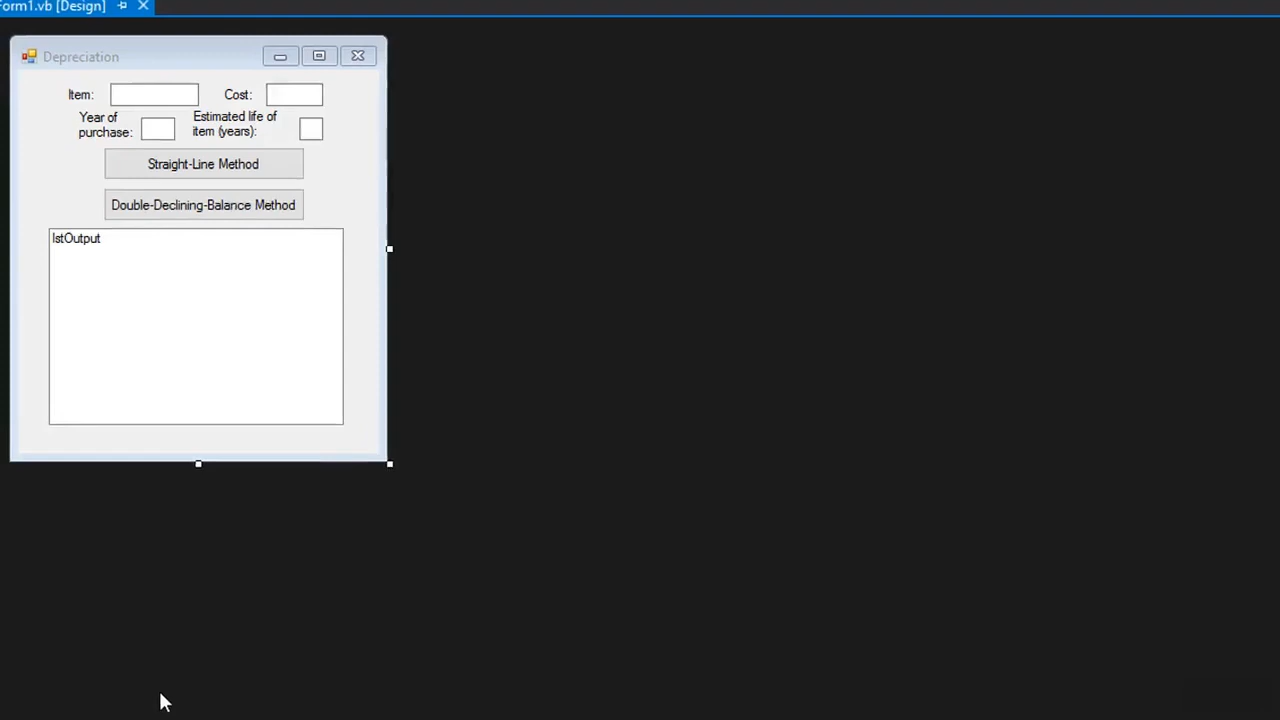 Form1.vb [Design]
Depreciation
Item: Cost:
Year of purchase:
Estimated life of item (years):
Straight-Line Method
Double-Declining-Balance Method
lstOutput